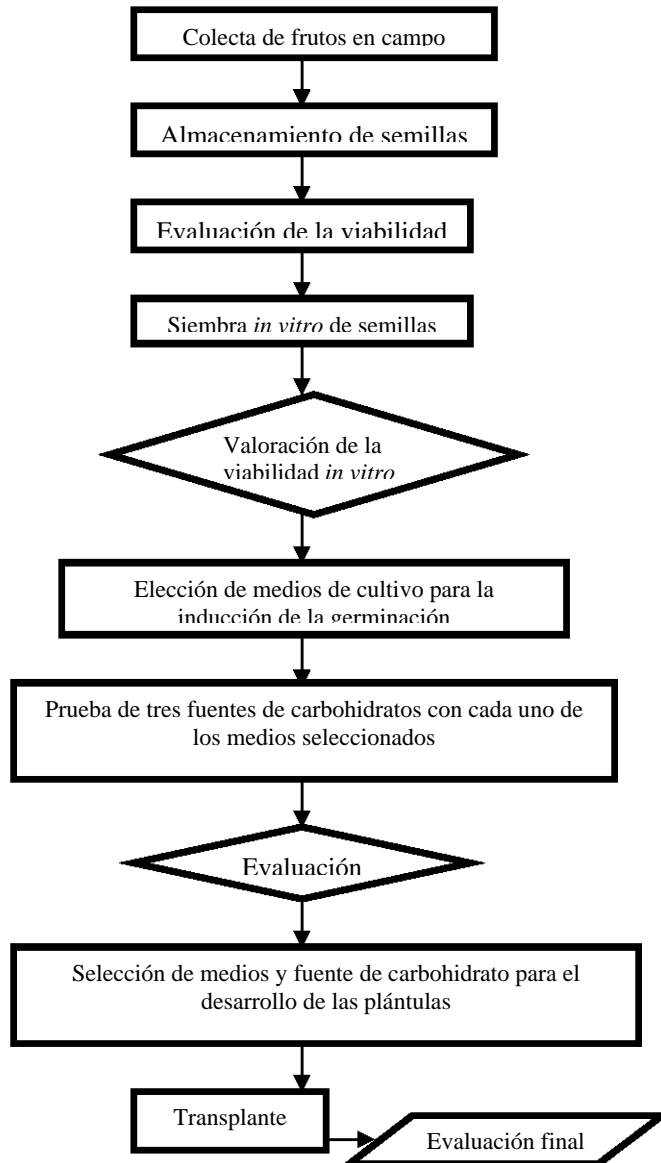 Colecta de frutos en campo
Almacenamiento de semillas
Evaluación de la viabilidad
Siembra in vitro de semillas
Valoración de la
viabilidad in vitro
Elección de medios de cultivo para la
inducción de la germinación
Prueba de tres fuentes de carbohidratos con cada uno de
los medios seleccionados
Evaluación
Selección de medios y fuente de carbohidrato para el
desarrollo de las plántulas
Transplante
Evaluación final